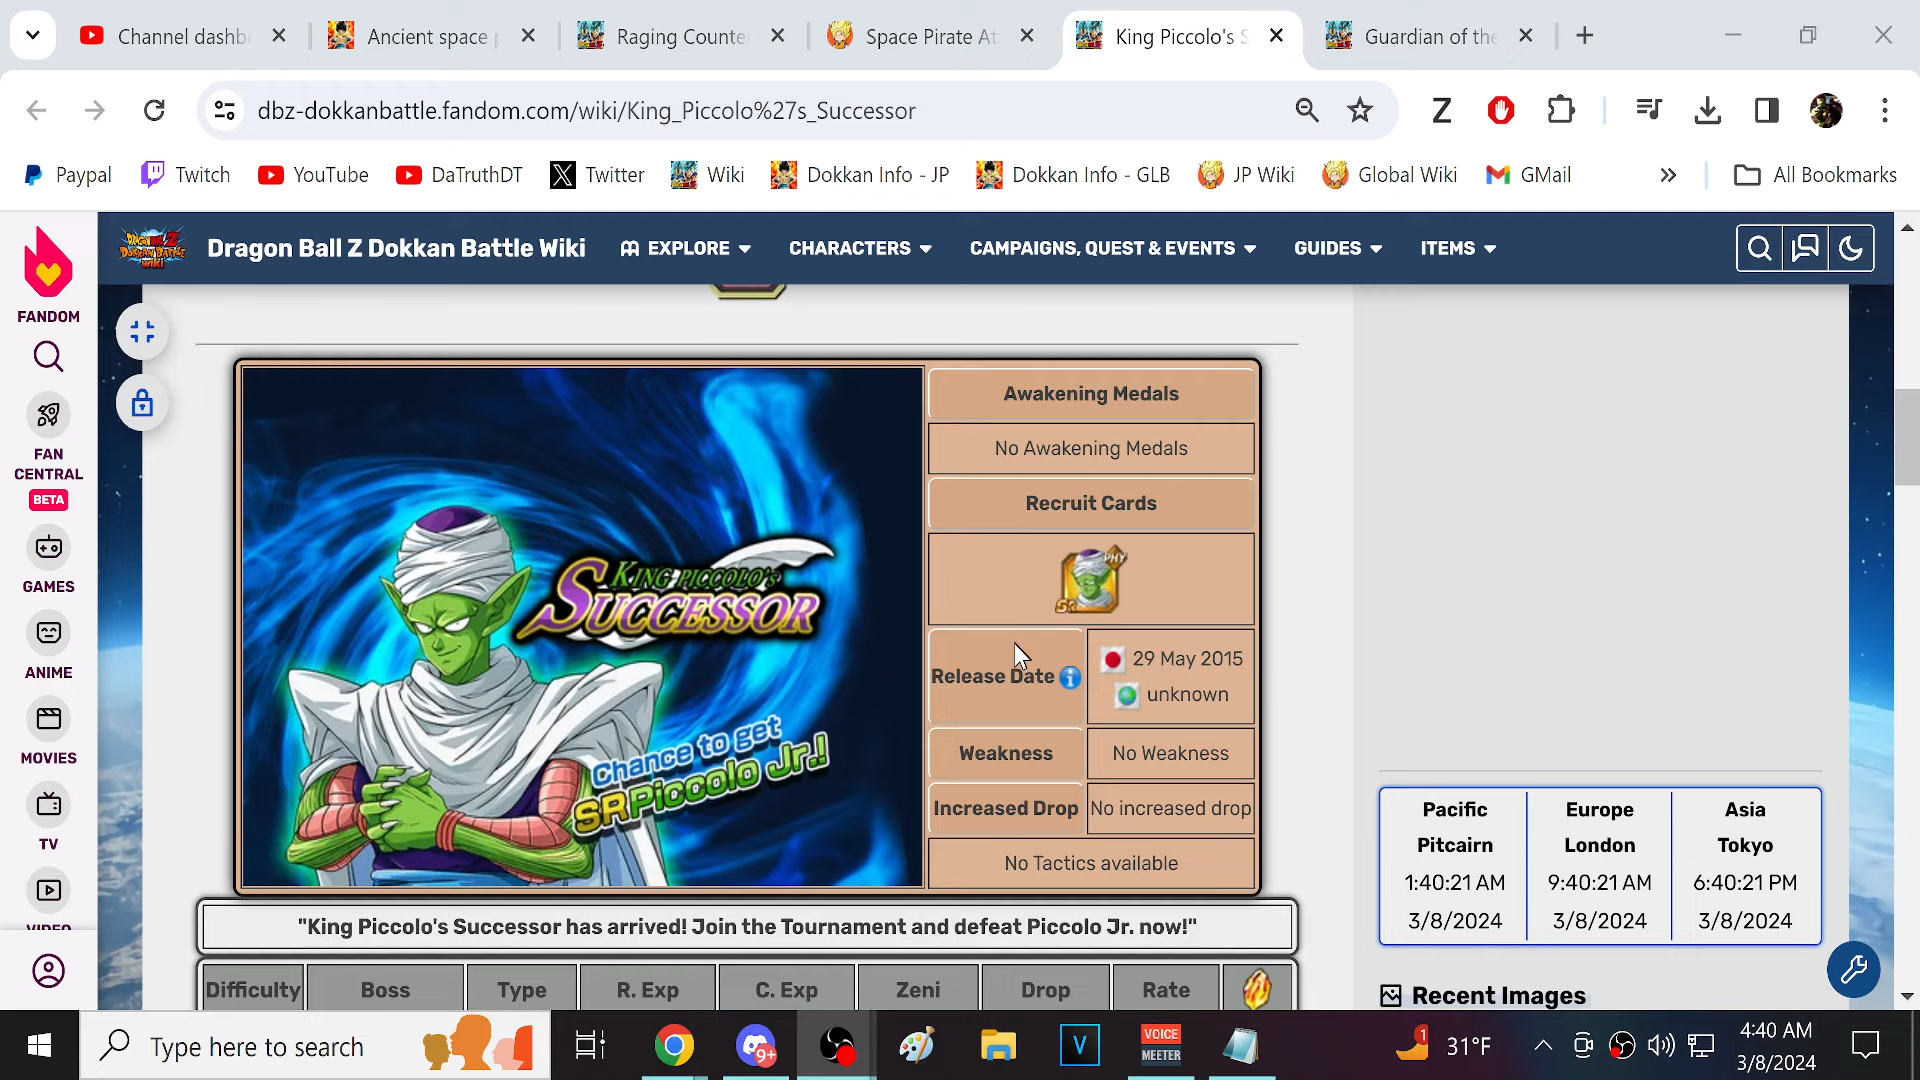 Channel dashb
Ancient space p
Raging Counte
Space Pirate At
King Piccolo's S
Guardian of the
dbz-dokkanbattle.fandom.com/wiki/King_Piccolo%27s_Successor
Z
Paypal
Twitch
YouTube
DaTruthDT
Twitter
Wiki
Dokkan Info - JP
Dokkan Info - GLB
JP Wiki
Global Wiki
GMail
All Bookmarks
Dragon Ball Z Dokkan Battle Wiki
EXPLORE
CHARACTERS
CAMPAIGNS, QUEST & EVENTS
GUIDES
ITEMS
FANDOM
FAN
CENTRAL
BETA
GAMES
ANIME
MOVIES
TV
VIDEO
KING PICCOLO'S
SUCCESSOR
Chance to get
SR Piccolo Jr.!
Awakening Medals
No Awakening Medals
Recruit Cards
PHY
SR
Release Date
29 May 2015
unknown
Weakness
No Weakness
Increased Drop
No increased drop
No Tactics available
"King Piccolo's Successor has arrived! Join the Tournament and defeat Piccolo Jr. now!"
Difficulty Boss Type R. Exp C. Exp Zeni Drop Rate
Pacific Europe Asia
Pitcairn London Tokyo
1:40:21 AM 9:40:21 AM 6:40:21 PM
3/8/2024 3/8/2024 3/8/2024
Recent Images
Type here to search
9+
V
VOICE
MEETER
1
31°F
4:40 AM
3/8/2024